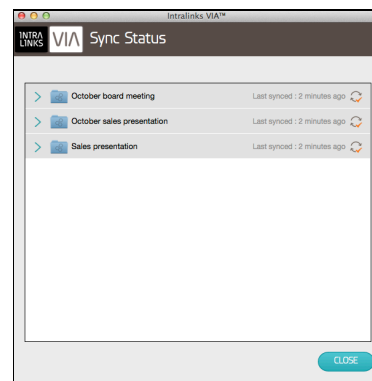 Intralinks VIA™
INTRA LINKS VIA Sync Status
October board meeting Last synced : 2 minutes ago
October sales presentation Last synced : 2 minutes ago
Sales presentation Last synced : 2 minutes ago
CLOSE